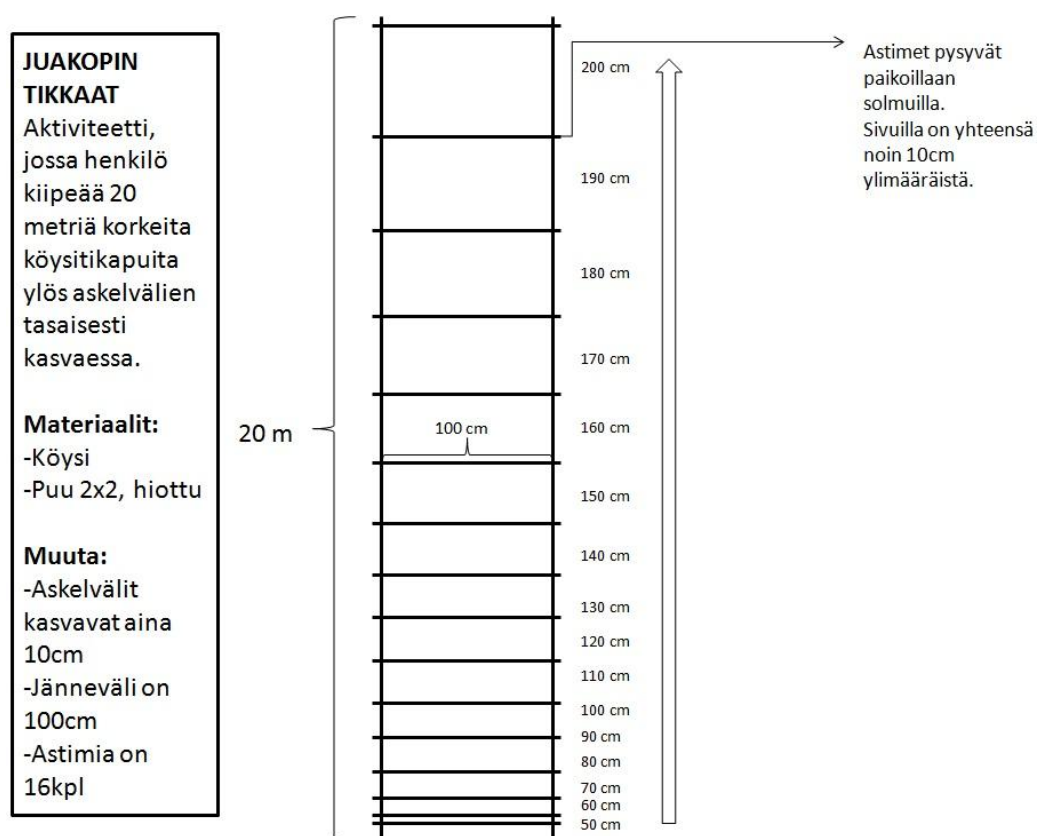 JUAKOPIN
TIKKAAT
Aktiviteetti,
jossa henkilö
kiipeää 20
metriä korkeita
köysitikapuita
ylös askelvälien
tasaisesti
kasvaessa.
Materiaalit:
-Köysi
-Puu 2x2, hiottu
Muuta:
-Askelvälit
kasvavat aina
10cm
-Jänneväli on
100cm
-Astimia on
16kpl
20 m
100 cm
200 cm
190 cm
180 cm
170 cm
160 cm
150 cm
140 cm
130 cm
120 cm
110 cm
100 cm
90 cm
80 cm
70 cm
60 cm
50 cm
Astimet pysyvät
paikoillaan
solmuilla.
Sivuilla on yhteensä
noin 10cm
ylimääräistä.